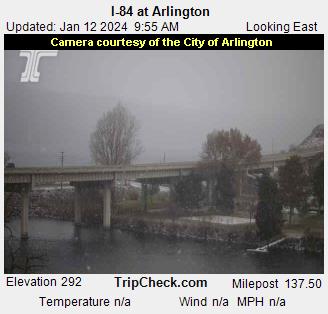 I-84 at Arlington
Updated: Jan 12 2024 9:55 AM Looking East
Camera courtesy of the City of Arlington
Elevation 292 TripCheck.com Milepost 137.50
Temperature n/a Wind n/a MPH n/a